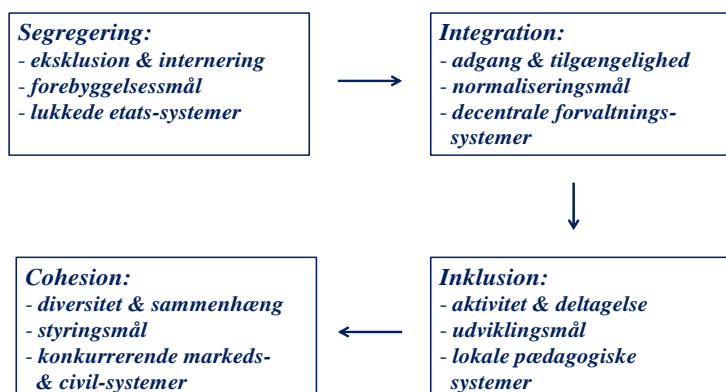 Segregering:
- eksklusion & internering
- forebyggelsessmål
- lukkede etats-systemer
Integration:
- adgang & tilgængelighed
- normaliseringsmål
- decentrale forvaltnings-
systemer
Inklusion:
- aktivitet & deltagelse
- udviklingsmål
- lokale pædagogiske
systemer
Cohesion:
- diversitet & sammenhæng
- styringsmål
- konkurrerende markeds-
& civil-systemer